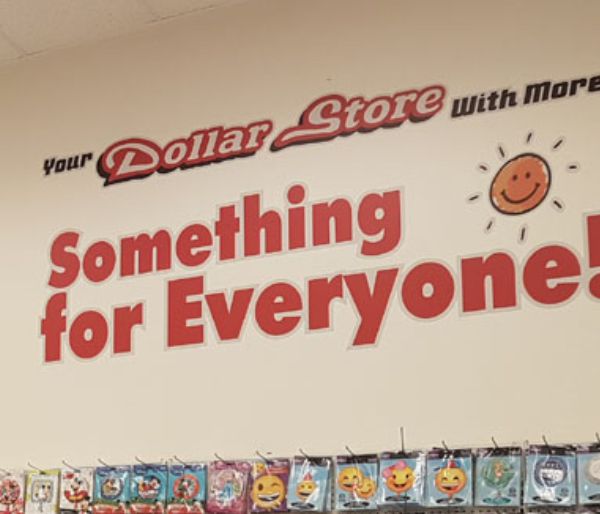 Your Dollar Store With More
Something
for Everyone!